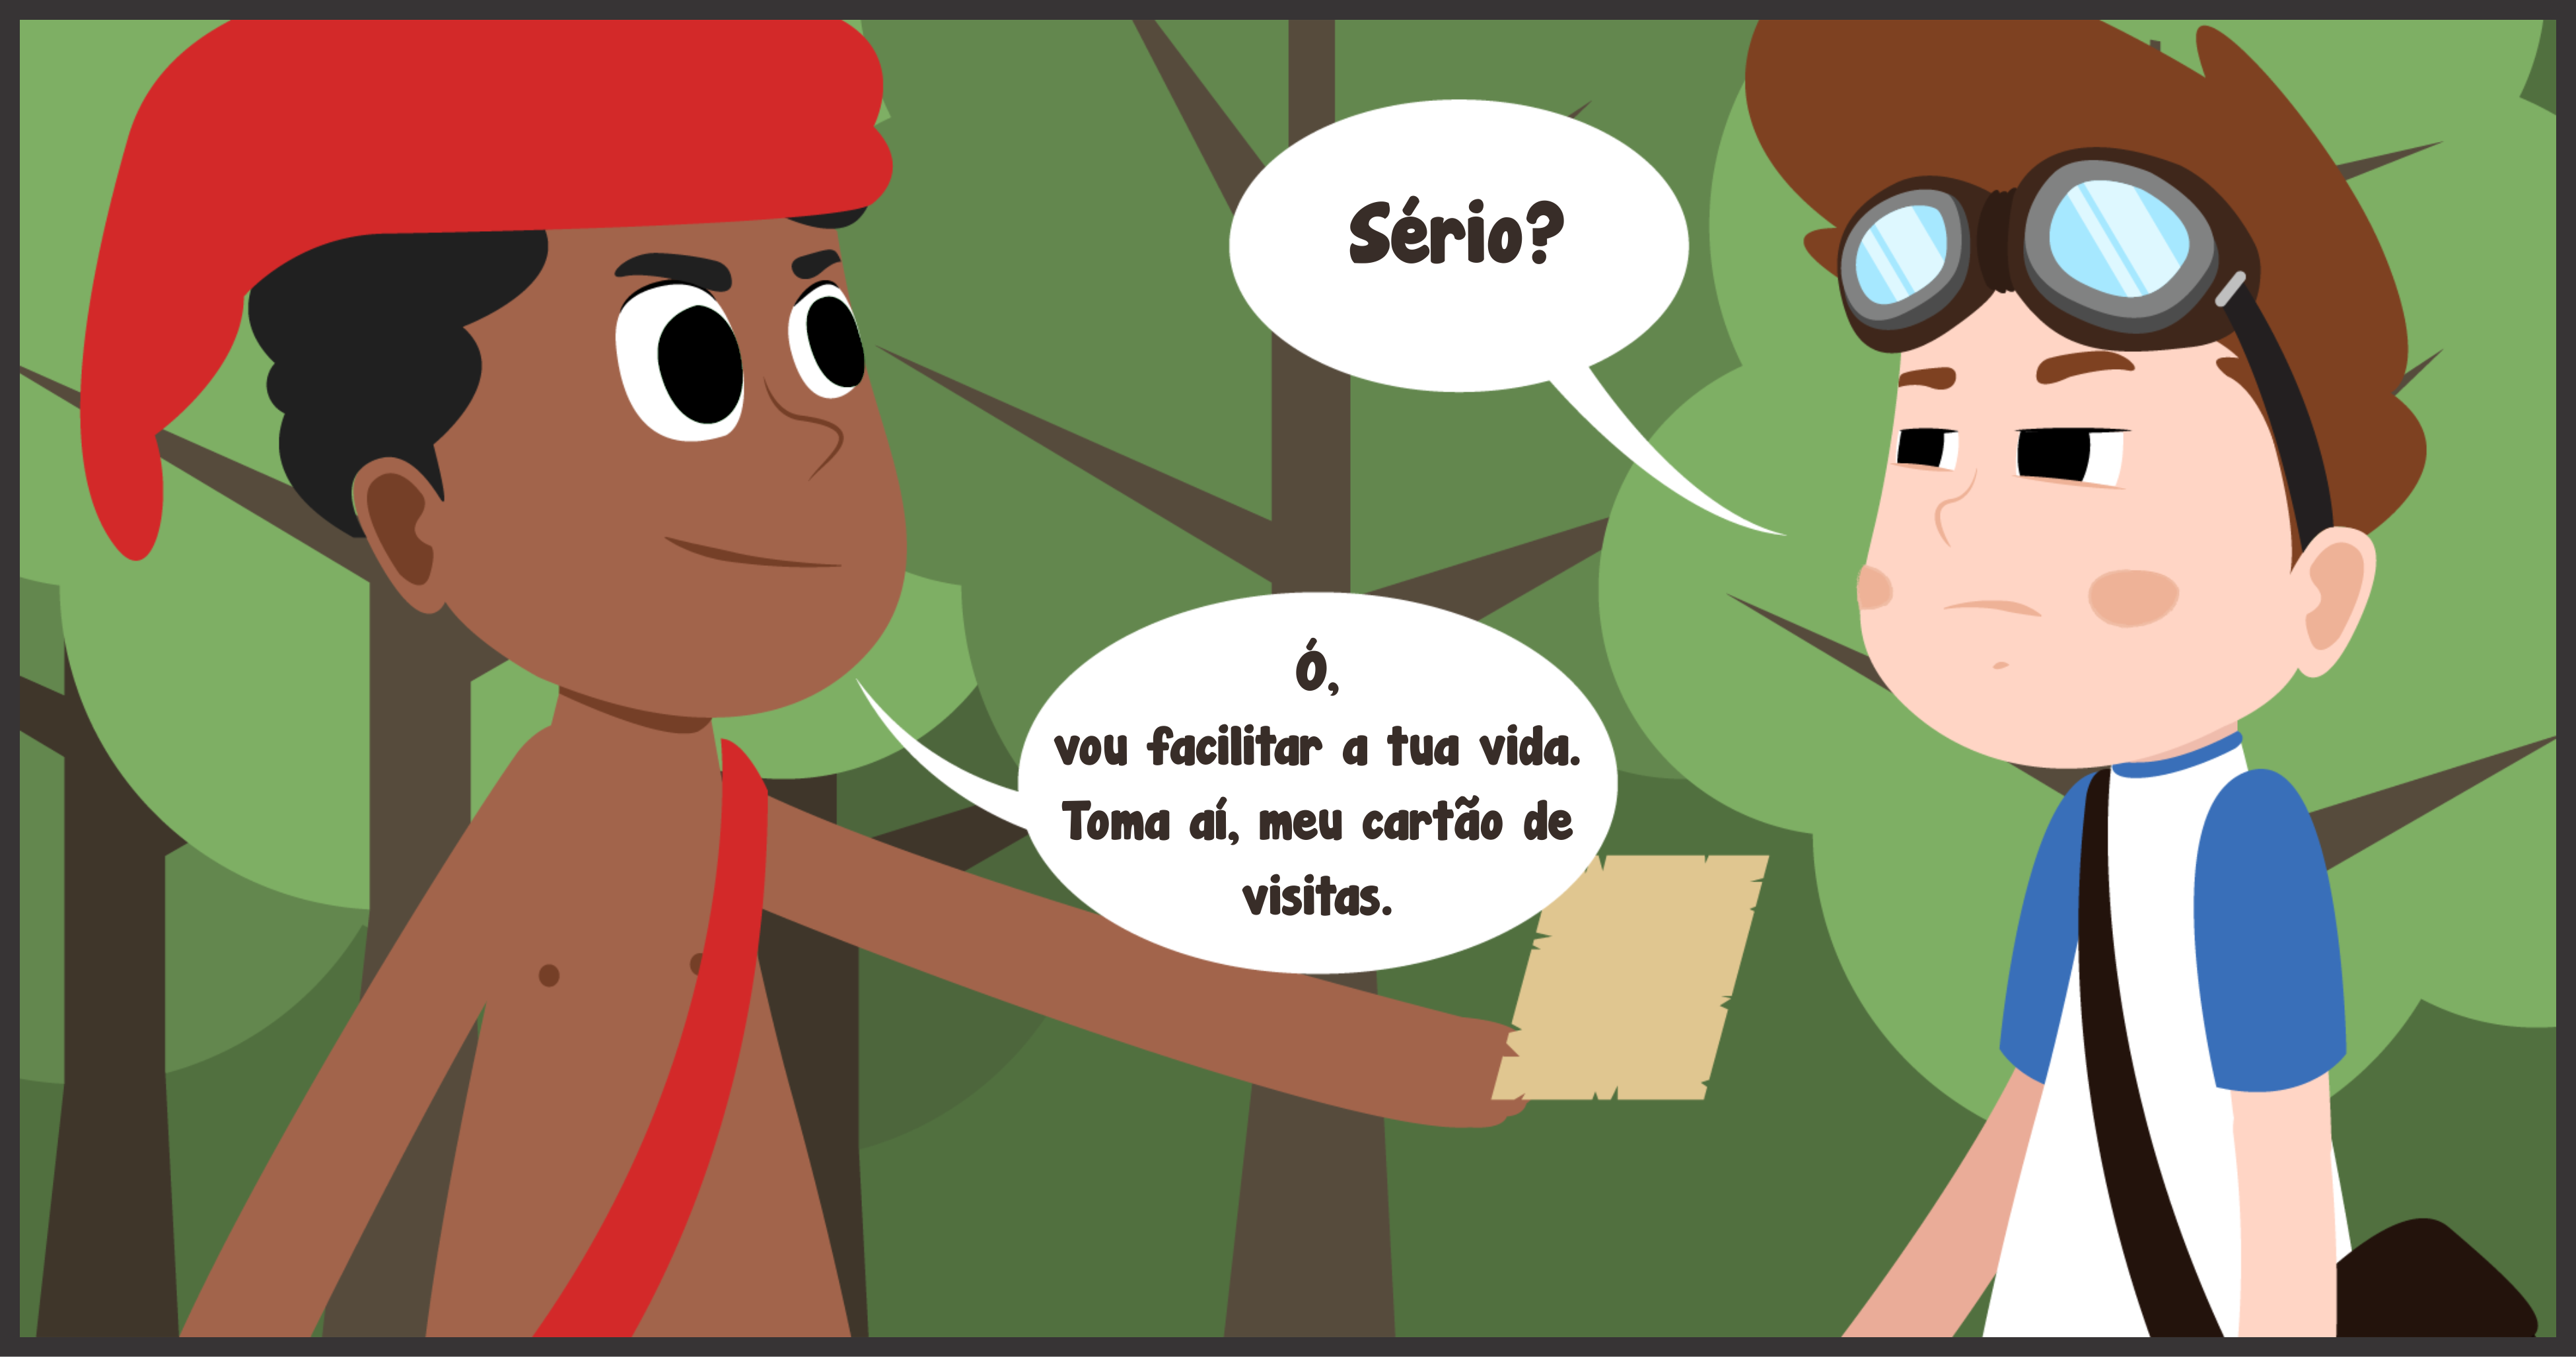 Sério?
Ó,
vou facilitar a tua vida.
Toma aí, meu cartão de
visitas.